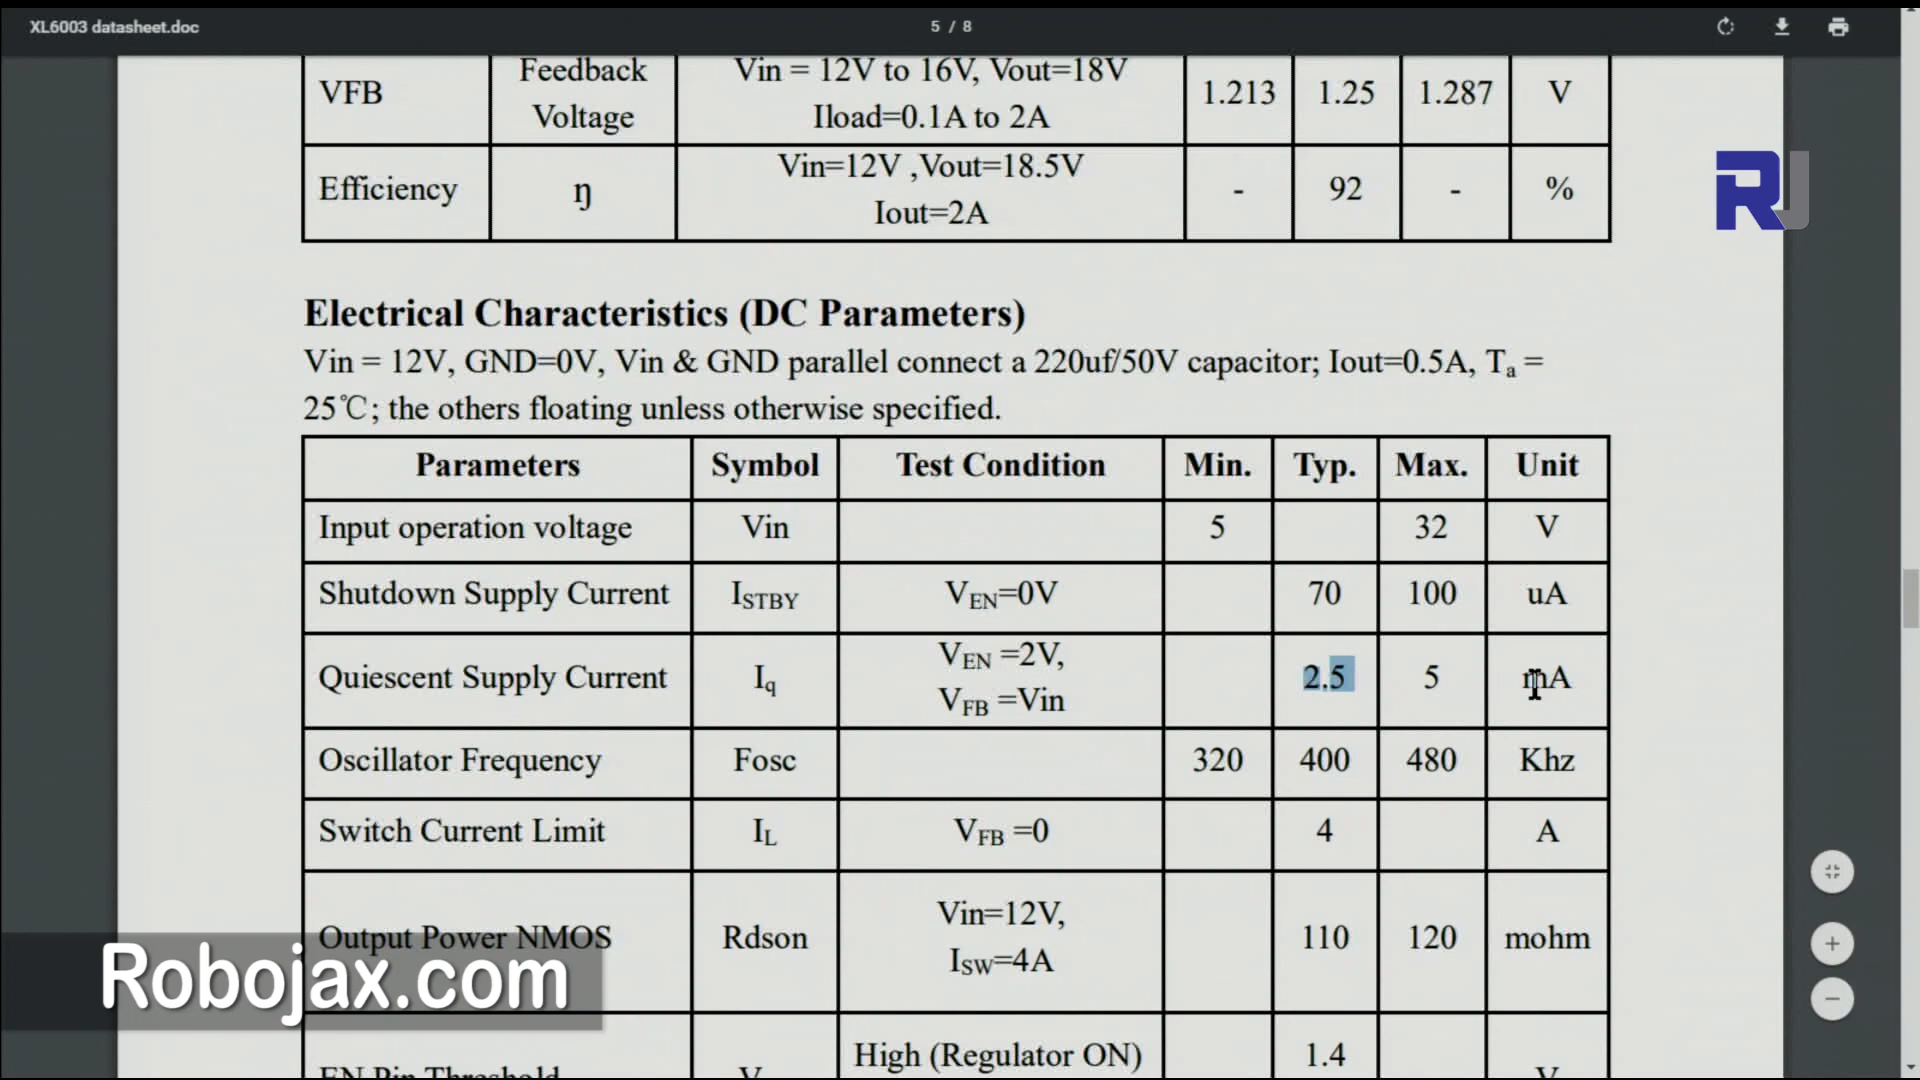 XL6003 datasheet.doc
5 / 8
VFB
Feedback
Voltage
Vin = 12V to 16V, Vout=18V
Iload=0.1A to 2A
1.213
1.25
1.287
V
Efficiency
ŋ
Vin=12V ,Vout=18.5V
Iout=2A
-
92
-
%
RJ
Electrical Characteristics (DC Parameters)
Vin = 12V, GND=0V, Vin & GND parallel connect a 220uf/50V capacitor; Iout=0.5A, Ta =
25℃; the others floating unless otherwise specified.
Parameters Symbol Test Condition Min. Typ. Max. Unit
Input operation voltage Vin 5 32 V
Shutdown Supply Current ISTBY VEN=0V 70 100 uA
Quiescent Supply Current Iq
VEN =2V,
VFB =Vin
2.5 5 mA
Oscillator Frequency Fosc 320 400 480 Khz
Switch Current Limit IL VFB =0 4 A
Output Power NMOS Rdson
Vin=12V,
ISW=4A
110 120 mohm
Robojax.com
High (Regulator ON) 1.4
EN Pin Threshold V V